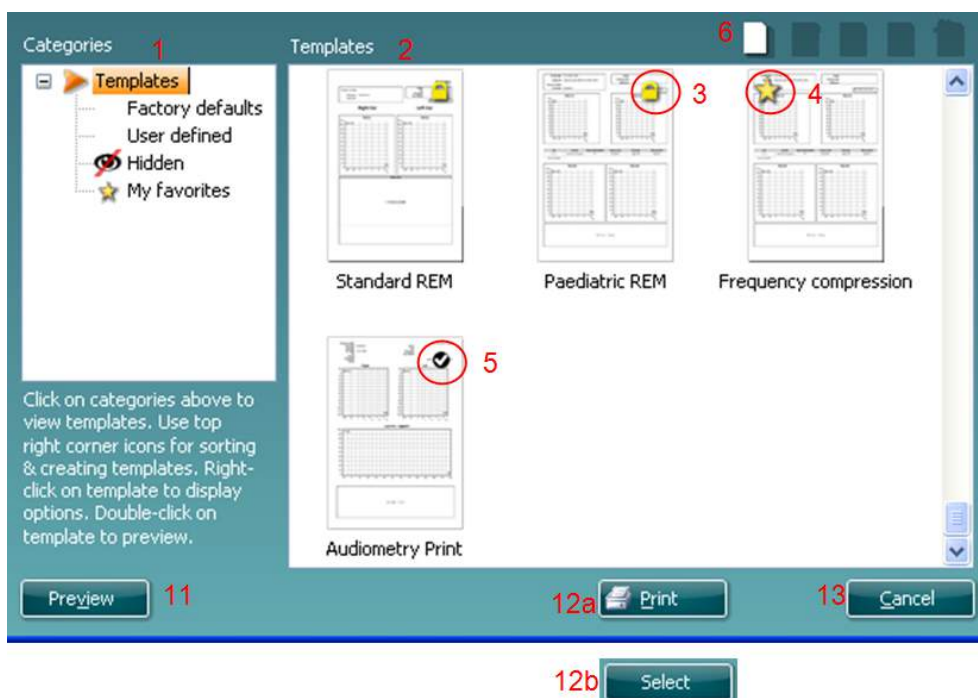 Categories 1
Templates 2
6
Templates
Factory defaults
User defined
Hidden
My favorites
3
4
Standard REM
Paediatric REM
Frequency compression
5
Audiometry Print
Click on categories above to
view templates. Use top
right corner icons for sorting
& creating templates. Right-
click on template to display
options. Double-click on
template to preview.
Preview 11
12a Print
13 Cancel
12b Select